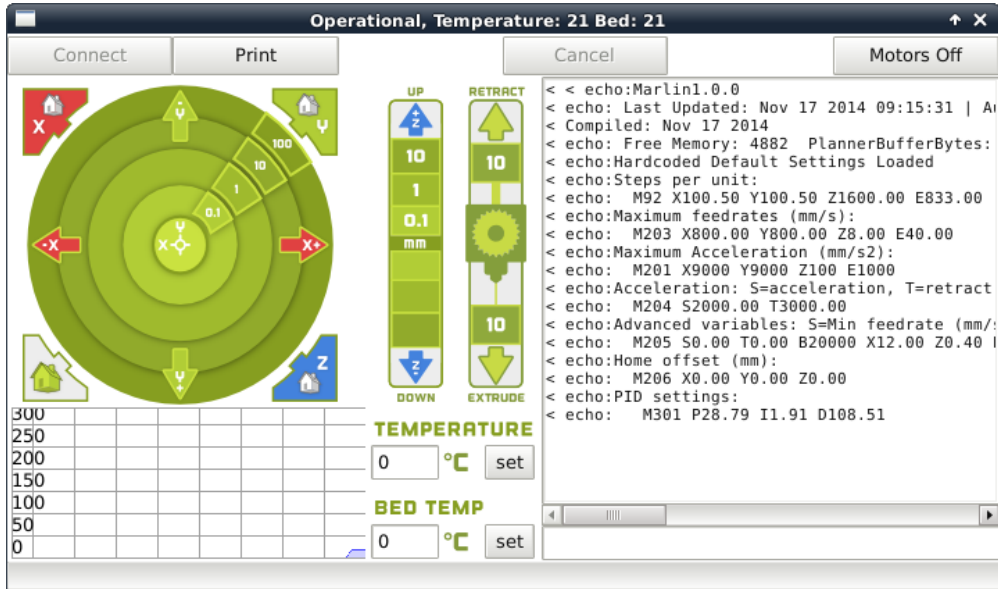 Operational, Temperature: 21 Bed: 21
Connect
Print
Cancel
Motors Off
X
Y
Y
100
10
1
0.1
Y
X
-X
X+
Y+
Z
UP
+Z
10
1
0.1
mm
Z-
DOWN
RETRACT
10
10
EXTRUDE
< < echo:Marlin1.0.0
< echo: Last Updated: Nov 17 2014 09:15:31 |
< Compiled: Nov 17 2014
< echo: Free Memory: 4882  PlannerBufferBytes:
< echo:Hardcoded Default Settings Loaded
< echo:Steps per unit:
< echo:  M92 X100.50 Y100.50 Z1600.00 E833.00
< echo:Maximum feedrates (mm/s):
< echo:  M203 X800.00 Y800.00 Z8.00 E40.00
< echo:Maximum Acceleration (mm/s2):
< echo:  M201 X9000 Y9000 Z100 E1000
< echo:Acceleration: S=acceleration, T=retract
< echo:  M204 S2000.00 T3000.00
< echo:Advanced variables: S=Min feedrate (mm/
< echo:  M205 S0.00 T0.00 B20000 X12.00 Z0.40
< echo:Home offset (mm):
< echo:  M206 X0.00 Y0.00 Z0.00
< echo:PID settings:
< echo:   M301 P28.79 I1.91 D108.51
300
250
200
150
100
50
0
TEMPERATURE
0 °C set
BED TEMP
0 °C set